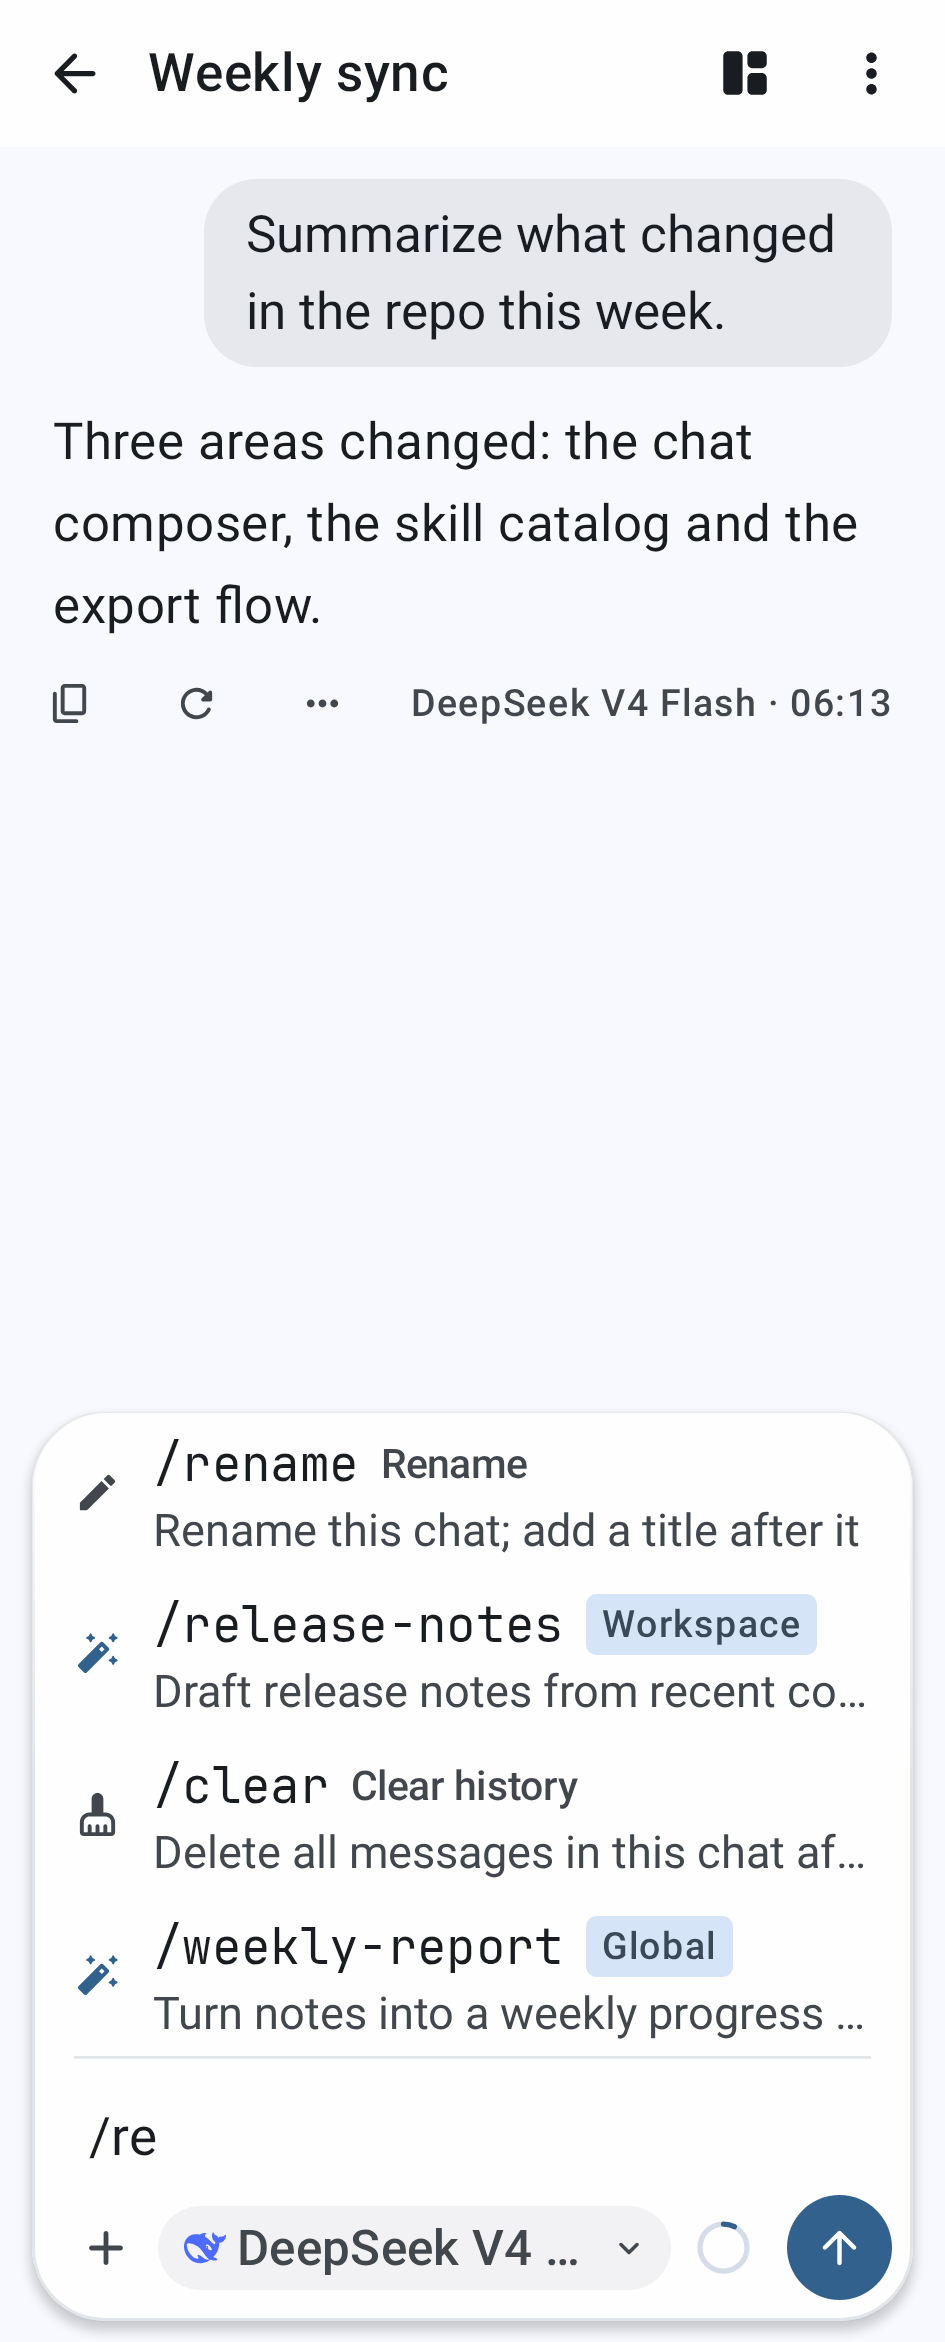 Weekly sync
Summarize what changed
in the repo this week.
Three areas changed: the chat
composer, the skill catalog and the
export flow.
DeepSeek V4 Flash · 06:13
/rename Rename
Rename this chat; add a title after it
/release-notes Workspace
Draft release notes from recent co...
/clear Clear history
Delete all messages in this chat af...
/weekly-report Global
Turn notes into a weekly progress ...
/re
DeepSeek V4 ...